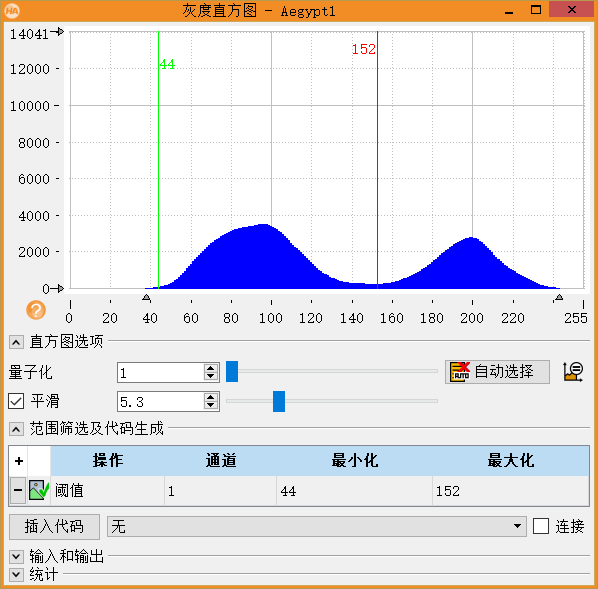 灰度直方图 - Aegypt1
14041
12000
10000
8000
6000
4000
2000
0
44
152
0 20 40 60 80 100 120 140 160 180 200 220 255
?
直方图选项
量子化 1 AUTO 自动选择
平滑 5.3
范围筛选及代码生成
+ 操作 通道 最小化 最大化
- 阈值 1 44 152
插入代码 无 连接
输入和输出
统计